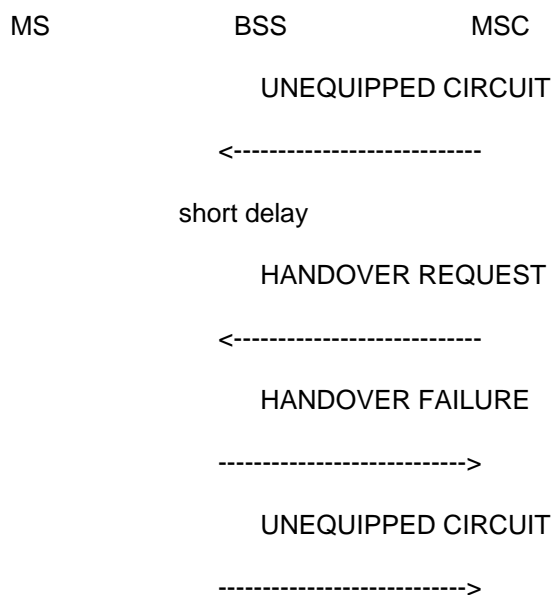 MS BSS MSC
UNEQUIPPED CIRCUIT
<---------------------------
short delay
HANDOVER REQUEST
<---------------------------
HANDOVER FAILURE
--------------------------->
UNEQUIPPED CIRCUIT
--------------------------->